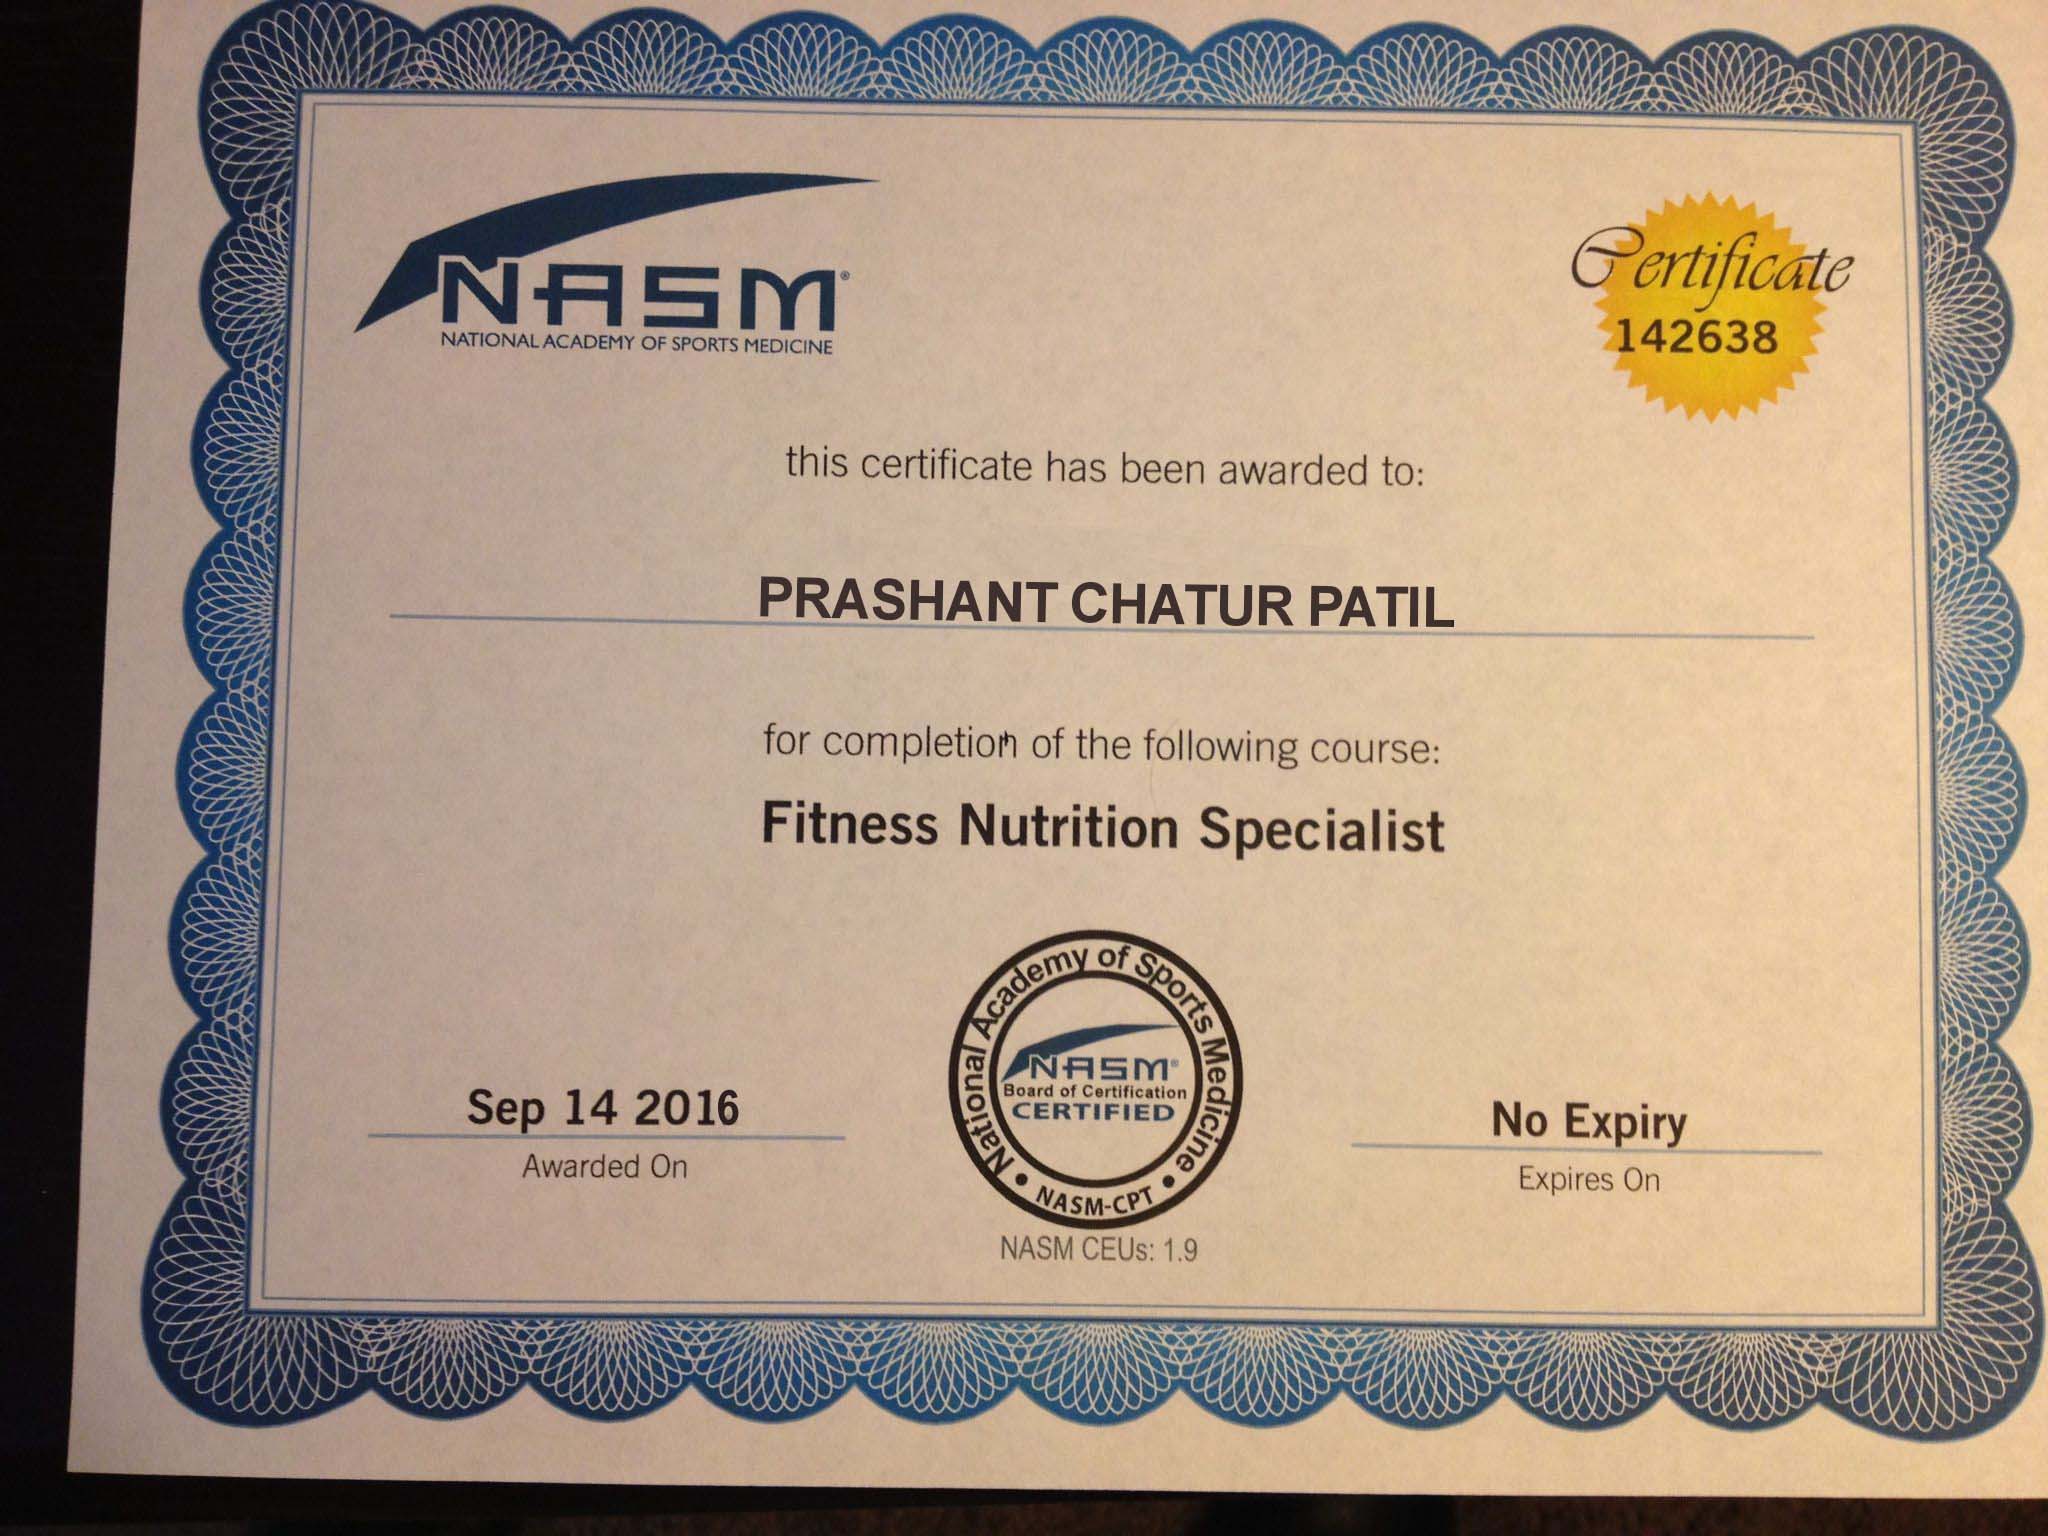 NASM®
NATIONAL ACADEMY OF SPORTS MEDICINE
Certificate
142638
this certificate has been awarded to:
PRASHANT CHATUR PATIL
for completion of the following course:
Fitness Nutrition Specialist
Sep 14 2016
Awarded On
National Academy of Sports Medicine
NASM®
Board of Certification
CERTIFIED
• NASM-CPT •
NASM CEUs: 1.9
No Expiry
Expires On